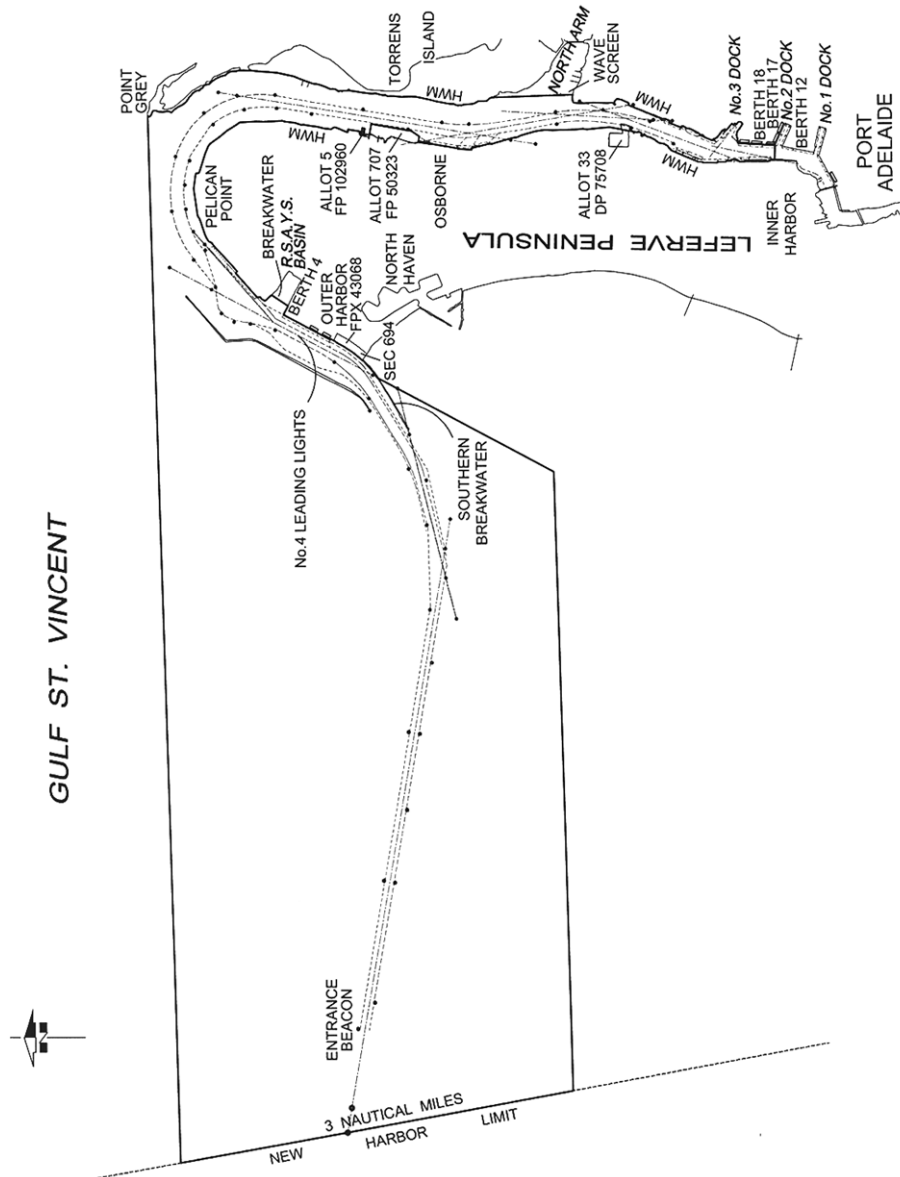 GULF ST. VINCENT
POINT
GREY
TORRENS
ISLAND
NORTH ARM
WAVE
SCREEN
HWM
HWM
HWM
HWM
No.3 DOCK
BERTH 18
BERTH 17
No.2 DOCK
BERTH 12
No.1 DOCK
PORT
ADELAIDE
INNER
HARBOR
PELICAN
POINT
ALLOT 5
FP 102960
ALLOT 707
FP 50323
OSBORNE
ALLOT 33
DP 75708
LEFERVE PENINSULA
BREAKWATER
R.S.A.Y.S.
BASIN
BERTH 4
OUTER
HARBOR
FPX 43068
NORTH
HAVEN
SEC 694
No.4 LEADING LIGHTS
SOUTHERN
BREAKWATER
ENTRANCE
BEACON
3 NAUTICAL MILES
NEW HARBOR LIMIT